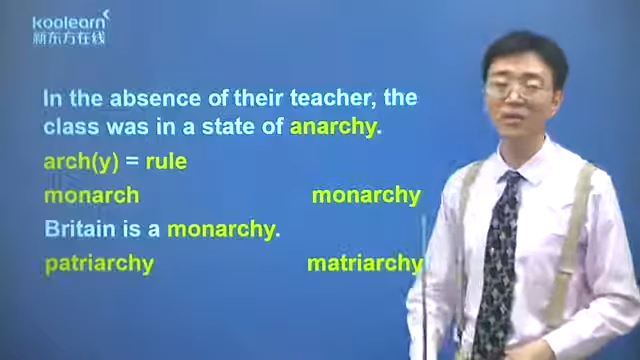 koolearn
新东方在线
In the absence of their teacher, the
class was in a state of anarchy.
arch(y) = rule
monarch monarchy
Britain is a monarchy.
patriarchy matriarchy